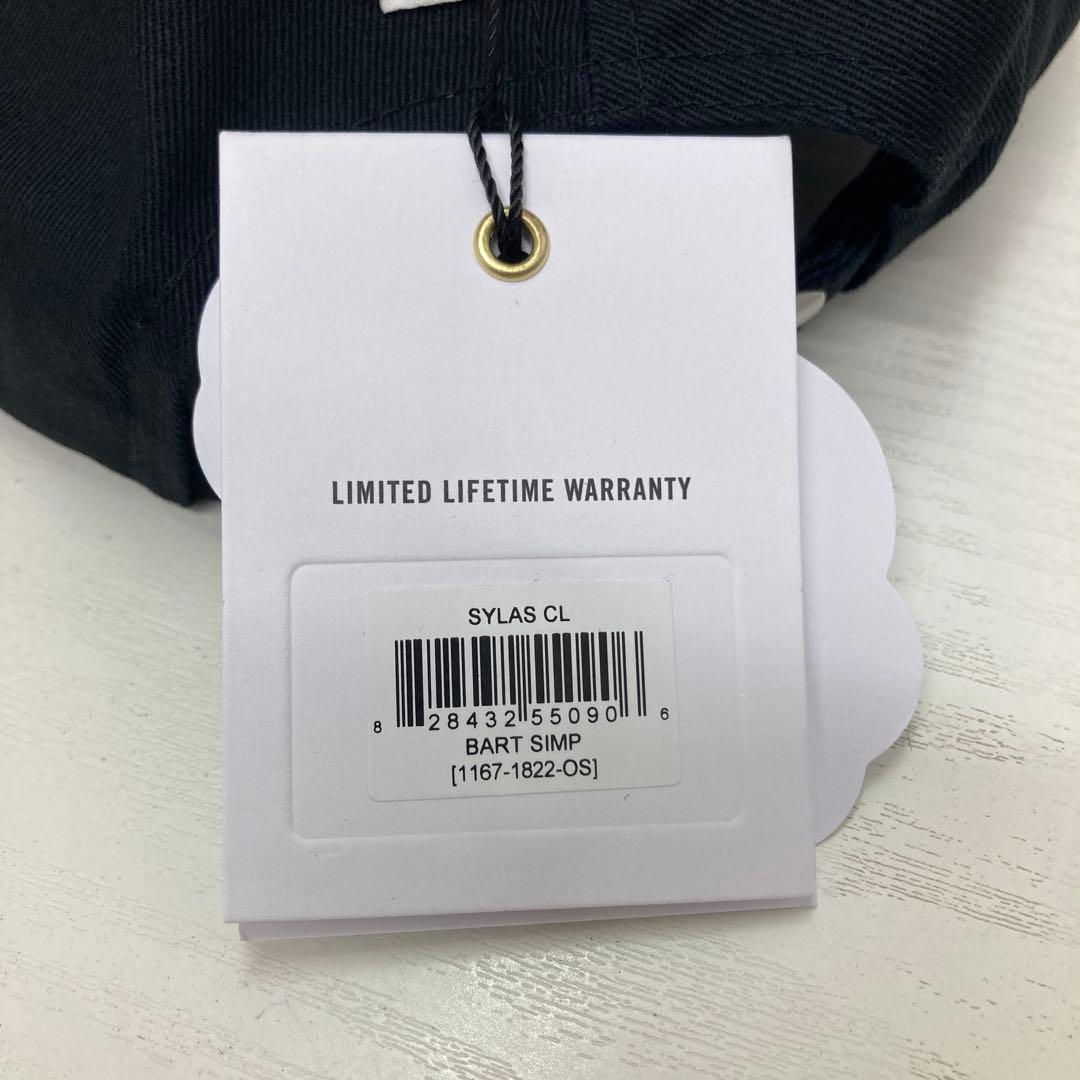 LIMITED LIFETIME WARRANTY
SYLAS CL
8 28432 55090 6
BART SIMP
[1167-1822-OS]